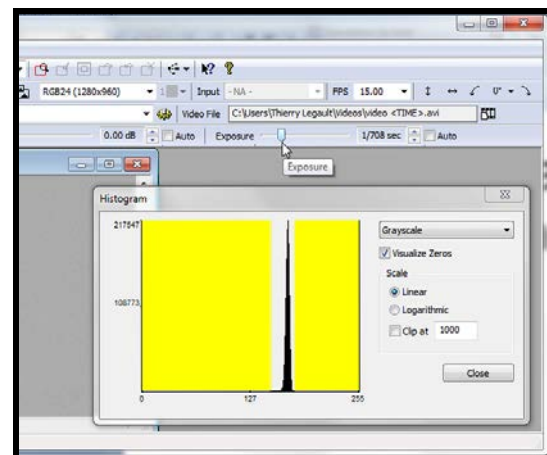 RGB24 (1280x960) Input - NA - FPS 15.00 0°
Video File C:\Users\Thierry Legault\Videos\video <TIME>.avi
0.00 dB Auto Exposure 1/708 sec Auto
Exposure
Histogram
217547
108773
0 127 255
Grayscale
Visualize Zeros
Scale
Linear
Logarithmic
Clip at 1000
Close